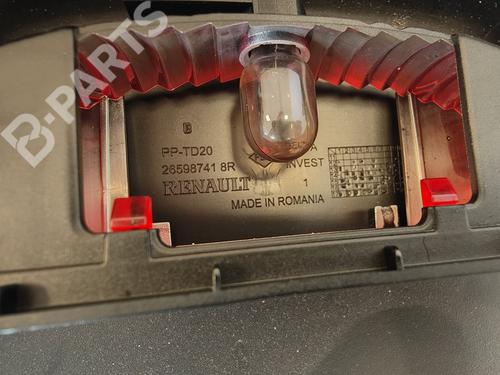 B-PARTS
PP-TD20
26598741 8R
INVEST
RENAULT
1
MADE IN ROMANIA